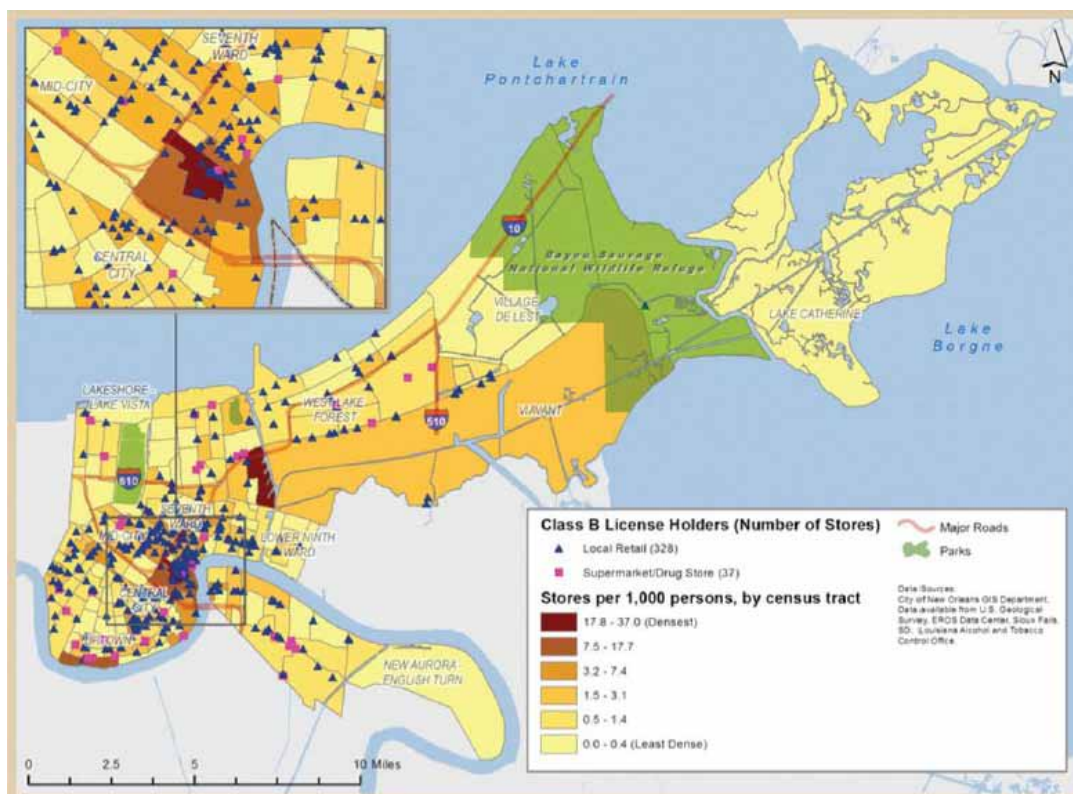 SEVENTH
WARD
MID-CITY
CENTRAL
CITY
Lake
Pontchartrain
N
10
Bayou Sauvage
National Wildlife Refuge
VILLAGE
DE LEST
LAKE CATHERINE
Lake
Borgne
LAKESHORE -
LAKE VISTA
WEST LAKE
FOREST
510
VIAVANT
610
SEVENTH
WARD
MID-CITY
LOWER NINTH
WARD
CENTRAL
CITY
UPTOWN
NEW AURORA
ENGLISH TURN
Class B License Holders (Number of Stores)
Local Retail (328)
Supermarket/Drug Store (37)
Stores per 1,000 persons, by census tract
17.8 - 37.0 (Densest)
7.5 - 17.7
3.2 - 7.4
1.5 - 3.1
0.5 - 1.4
0.0 - 0.4 (Least Dense)
Major Roads
Parks
Data Sources:
City of New Orleans GIS Department,
Data available from U.S. Geological
Survey, EROS Data Center, Sioux Falls,
SD, Louisiana Alcohol and Tobacco
Control Office.
0 2.5 5 10 Miles